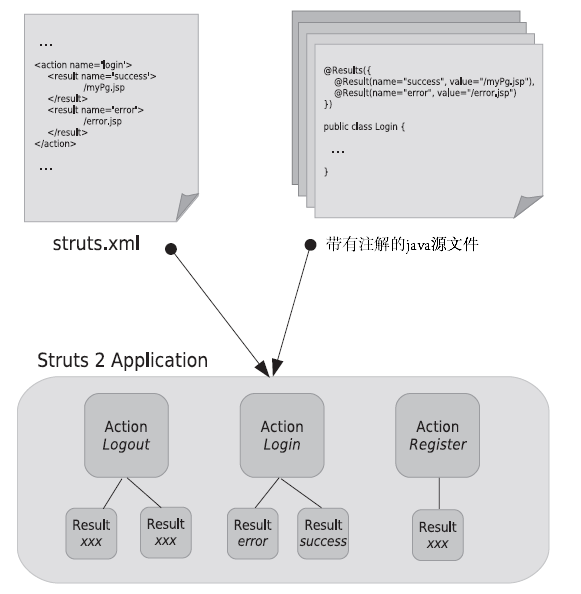 ...
<action name='login'>
<result name='success'>
/myPg.jsp
</result>
<result name='error'>
/error.jsp
</result>
</action>
...
struts.xml
@Results({
@Result(name="success", value="/myPg.jsp"),
@Result(name="error", value="/error.jsp")
})
public class Login {
...
}
带有注解的java源文件
Struts 2 Application
Action
Logout
Action
Login
Action
Register
Result
xxx
Result
xxx
Result
error
Result
success
Result
xxx